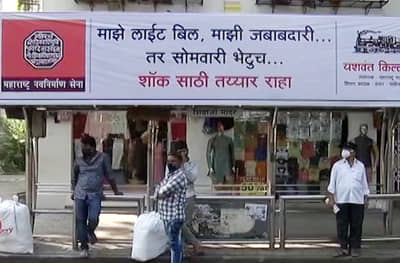 माझे लाईट बिल, माझी जबाबदारी...
तर सोमवारी भेटुच...
शॉक साठी तय्यार राहा
महाराष्ट्र नवनिर्माण सेना
यशवंत किल्
शिवाजी मंदिर